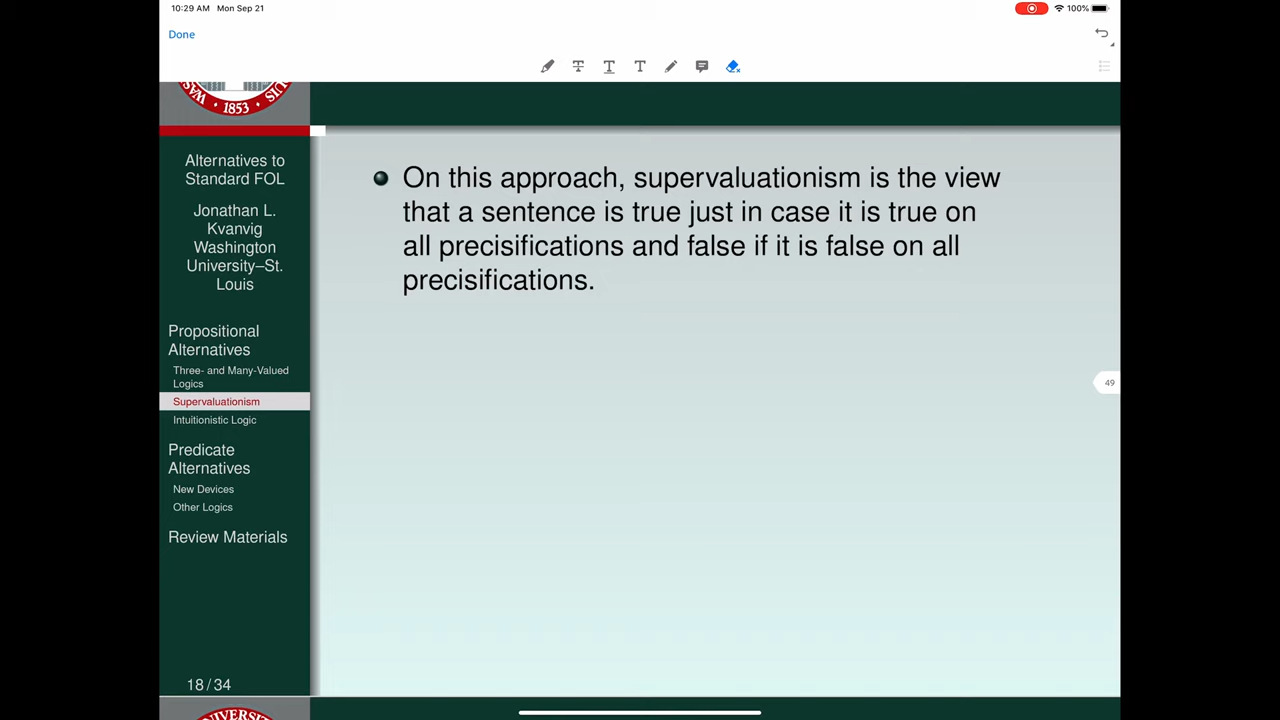 10:29 AM Mon Sep 21
100%
Done
1853
Alternatives to
Standard FOL
Jonathan L.
Kvanvig
Washington
University–St.
Louis
Propositional
Alternatives
Three- and Many-Valued
Logics
Supervaluationism
Intuitionistic Logic
Predicate
Alternatives
New Devices
Other Logics
Review Materials
18 / 34
On this approach, supervaluationism is the view
that a sentence is true just in case it is true on
all precisifications and false if it is false on all
precisifications.
49